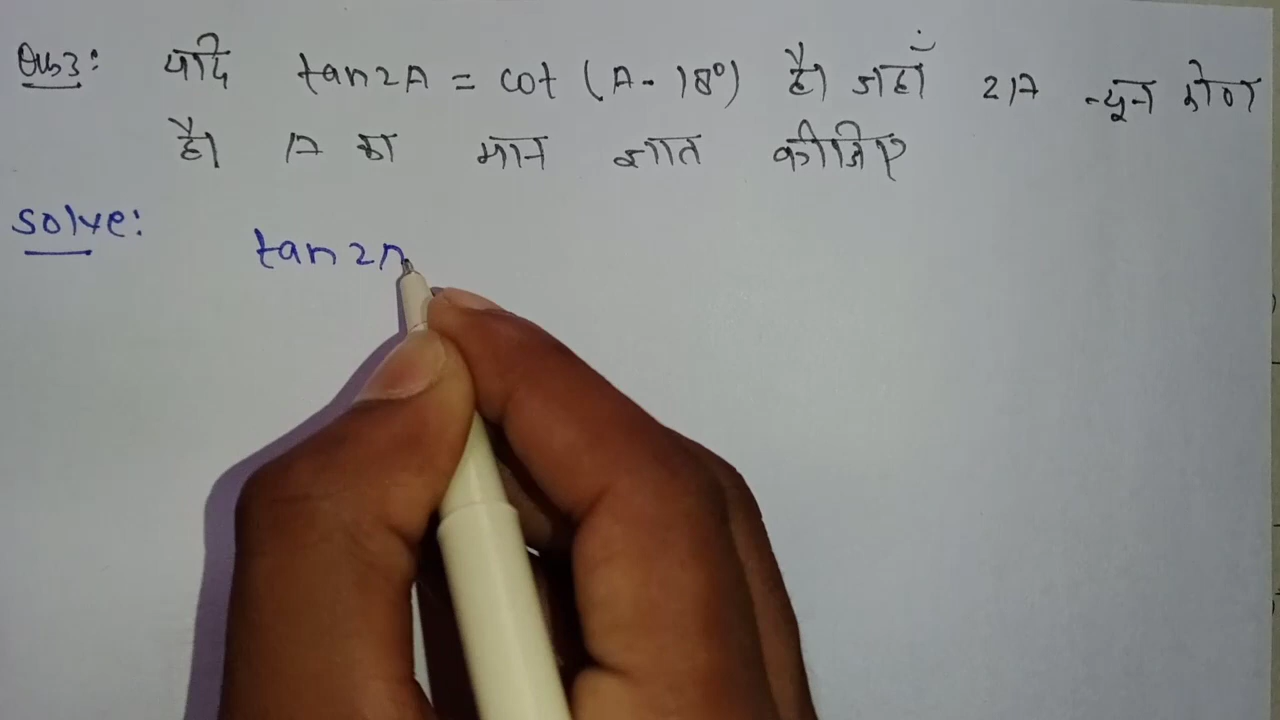 Qus3: यदि tan2A = cot (A - 18°) है। जहाँ 2A न्यून कोण
है। A का मान ज्ञात कीजिए
Solve:
tan2A